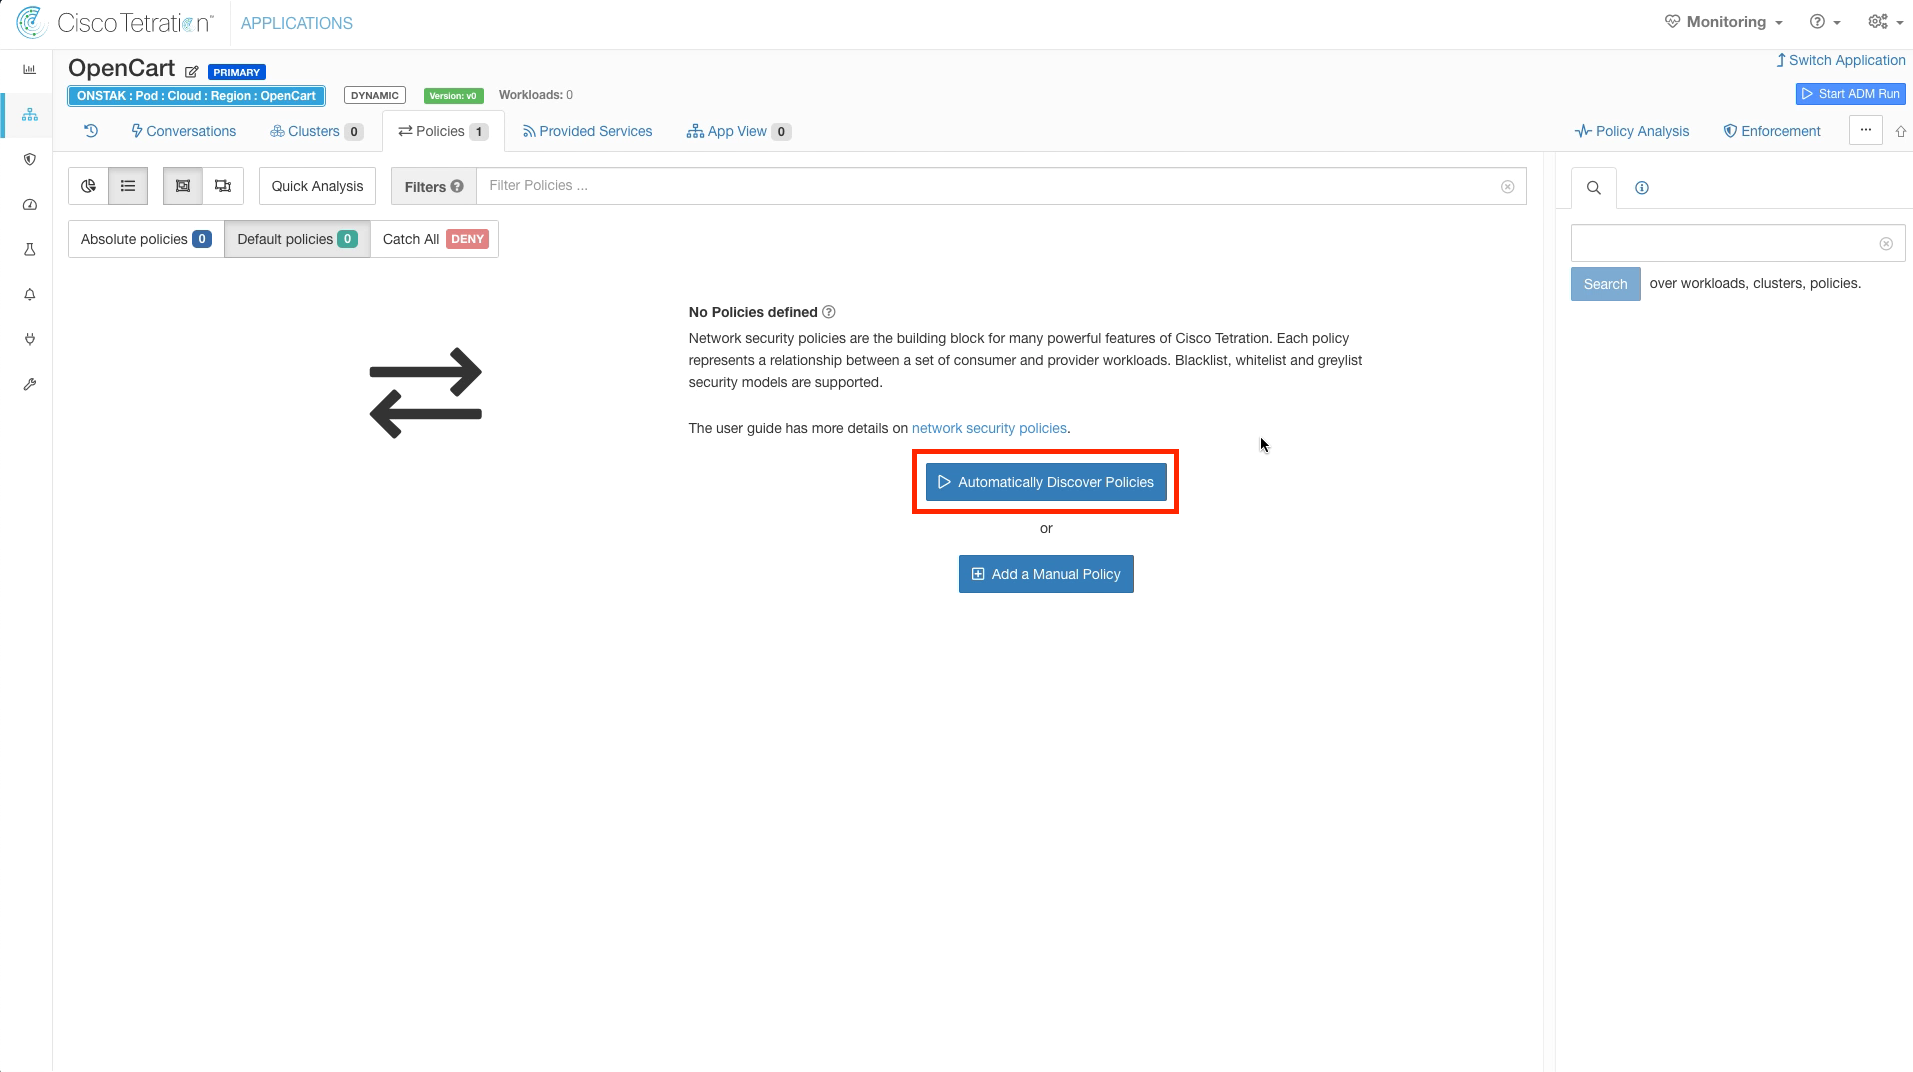 Cisco Tetration™ APPLICATIONS Monitoring
OpenCart PRIMARY Switch Application
ONSTAK : Pod : Cloud : Region : OpenCart DYNAMIC Version: v0 Workloads: 0 Start ADM Run
Conversations Clusters 0 Policies 1 Provided Services App View 0 Policy Analysis Enforcement ...
Quick Analysis Filters Filter Policies ...
Absolute policies 0 Default policies 0 Catch All DENY
Search over workloads, clusters, policies.
No Policies defined
Network security policies are the building block for many powerful features of Cisco Tetration. Each policy
represents a relationship between a set of consumer and provider workloads. Blacklist, whitelist and greylist
security models are supported.
The user guide has more details on network security policies.
Automatically Discover Policies
or
Add a Manual Policy